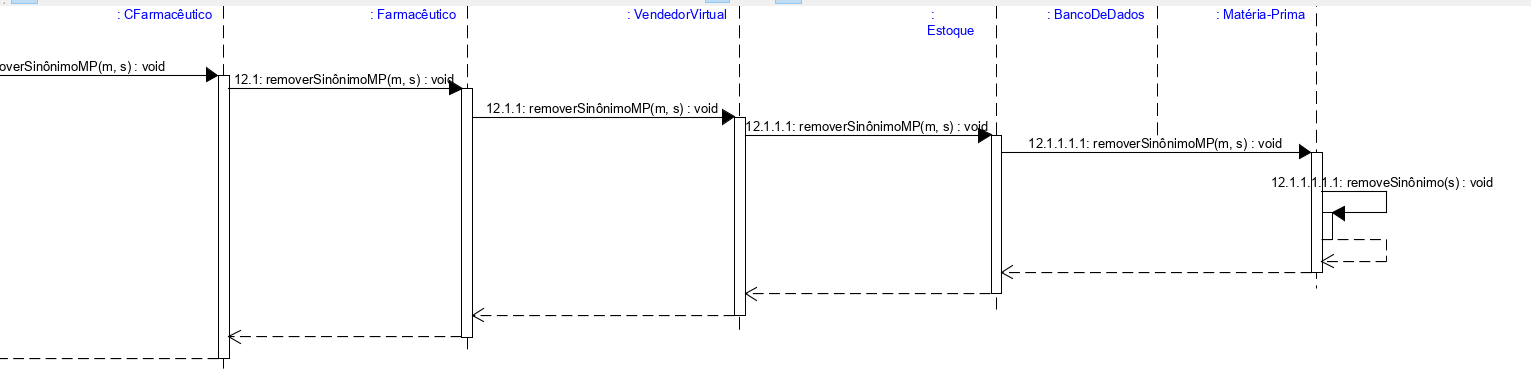 : CFarmacêutico
: Farmacêutico
: VendedorVirtual
:
Estoque
: BancoDeDados
: Matéria-Prima
overSinônimoMP(m, s) : void
12.1: removerSinônimoMP(m, s) : void
12.1.1: removerSinônimoMP(m, s) : void
12.1.1.1: removerSinônimoMP(m, s) : void
12.1.1.1.1: removerSinônimoMP(m, s) : void
12.1.1.1.1.1: removeSinônimo(s) : void